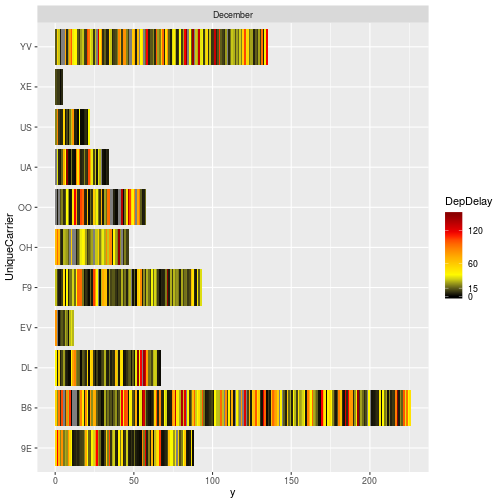 December
YV
XE
US
UA
OO
OH
F9
EV
DL
B6
9E
UniqueCarrier
0 50 100 150 200
y
DepDelay
120
60
15
0